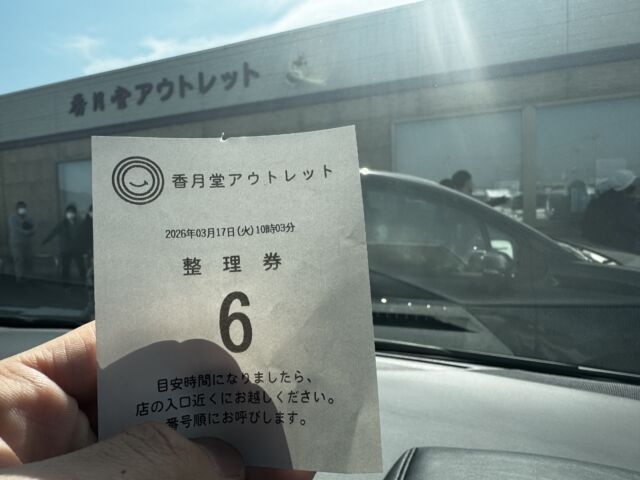 香月堂アウトレット
香月堂アウトレット
2026年03月17日(火)10時03分
整理券
6
目安時間になりましたら、
店の入口近くにお越しください。
番号順にお呼びします。